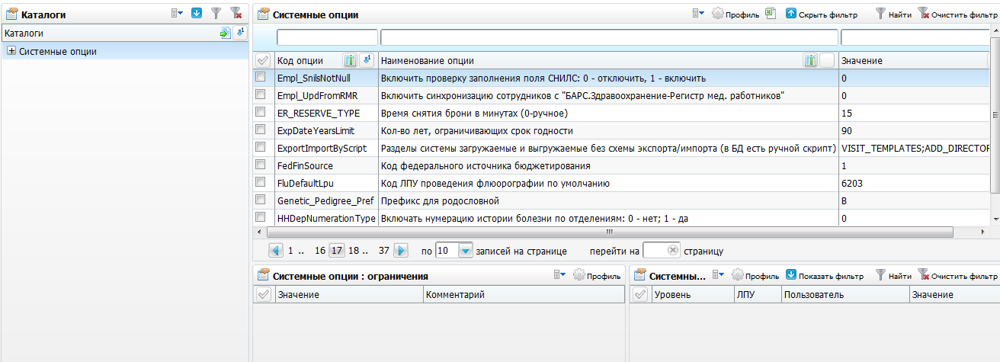 Каталоги
Каталоги
Системные опции
Системные опции Профиль Скрыть фильтр Найти Очистить фильтр
Код опции Наименование опции Значение
Empl_SnilsNotNull Включить проверку заполнения поля СНИЛС: 0 - отключить, 1 - включить 0
Empl_UpdFromRMR Включить синхронизацию сотрудников с "БАРС.Здравоохранение-Регистр мед. работников" 0
ER_RESERVE_TYPE Время снятия брони в минутах (0-ручное) 15
ExpDateYearsLimit Кол-во лет, ограничивающих срок годности 90
ExportImportByScript Разделы системы загружаемые и выгружаемые без схемы экспорта/импорта (в БД есть ручной скрипт) VISIT_TEMPLATES;ADD_DIRECTOR
FedFinSource Код федерального источника бюджетирования 1
FluDefaultLpu Код ЛПУ проведения флюорографии по умолчанию 6203
Genetic_Pedigree_Pref Префикс для родословной B
HHDepNumerationType Включать нумерацию истории болезни по отделениям: 0 - нет; 1 - да 0
1 .. 16 17 18 .. 37 по 10 записей на странице перейти на страницу
Системные опции : ограничения Профиль
Значение Комментарий
Системны... Профиль Показать фильтр Найти Очистить фильтр
Уровень ЛПУ Пользователь Значение